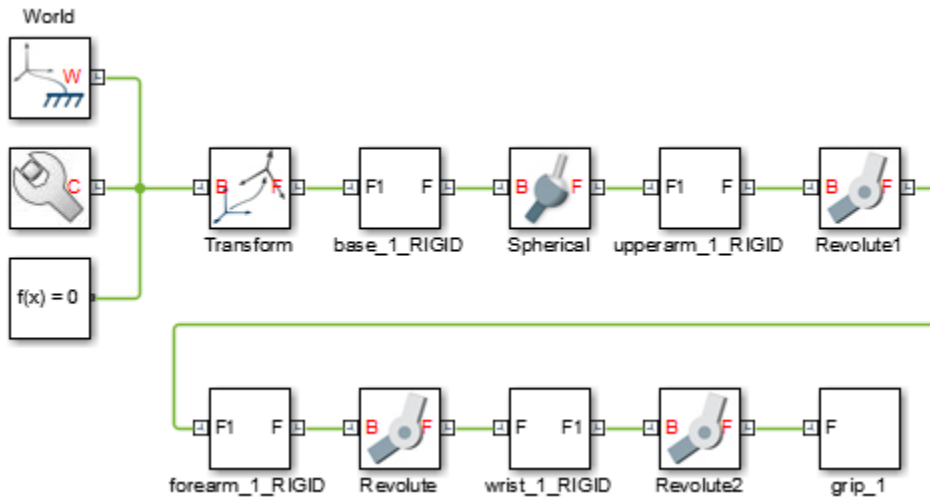 World
W
C
f(x) = 0
B F
F1 F
B F
F1 F
B F
Transform base_1_RIGID Spherical upperarm_1_RIGID Revolute1
F1 F
B F
F F1
B F
F
forearm_1_RIGID Revolute wrist_1_RIGID Revolute2 grip_1